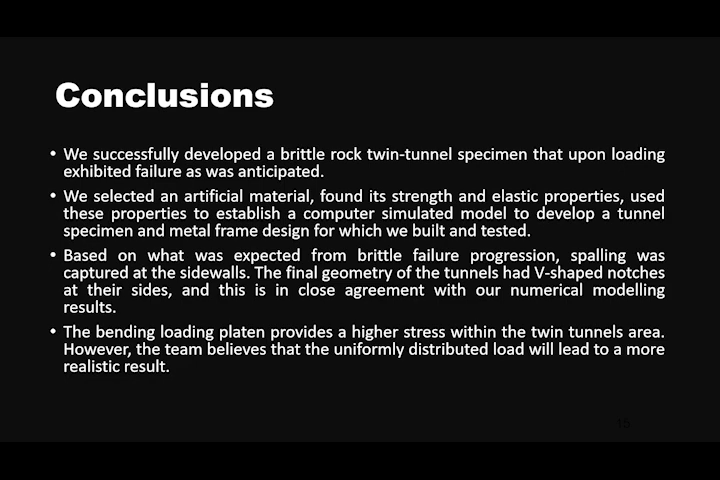 Conclusions
• We successfully developed a brittle rock twin-tunnel specimen that upon loading
exhibited failure as was anticipated.
• We selected an artificial material, found its strength and elastic properties, used
these properties to establish a computer simulated model to develop a tunnel
specimen and metal frame design for which we built and tested.
• Based on what was expected from brittle failure progression, spalling was
captured at the sidewalls. The final geometry of the tunnels had V-shaped notches
at their sides, and this is in close agreement with our numerical modelling
results.
• The bending loading platen provides a higher stress within the twin tunnels area.
However, the team believes that the uniformly distributed load will lead to a more
realistic result.
15